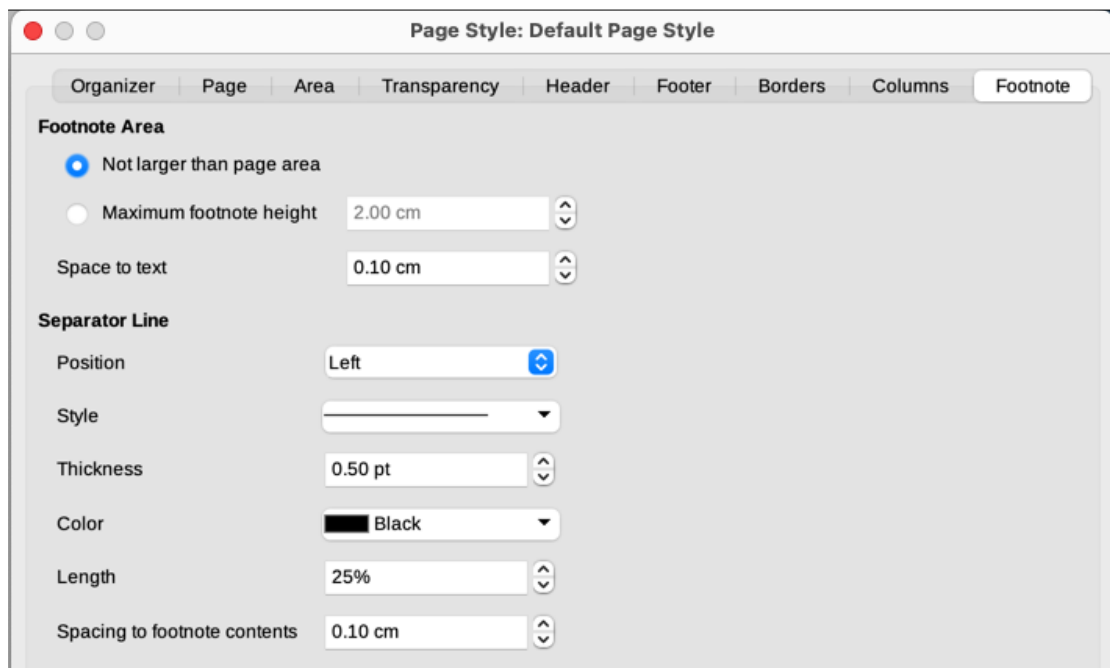 Page Style: Default Page Style
Organizer Page Area Transparency Header Footer Borders Columns Footnote
Footnote Area
Not larger than page area
Maximum footnote height 2.00 cm
Space to text 0.10 cm
Separator Line
Position Left
Style
Thickness 0.50 pt
Color Black
Length 25%
Spacing to footnote contents 0.10 cm